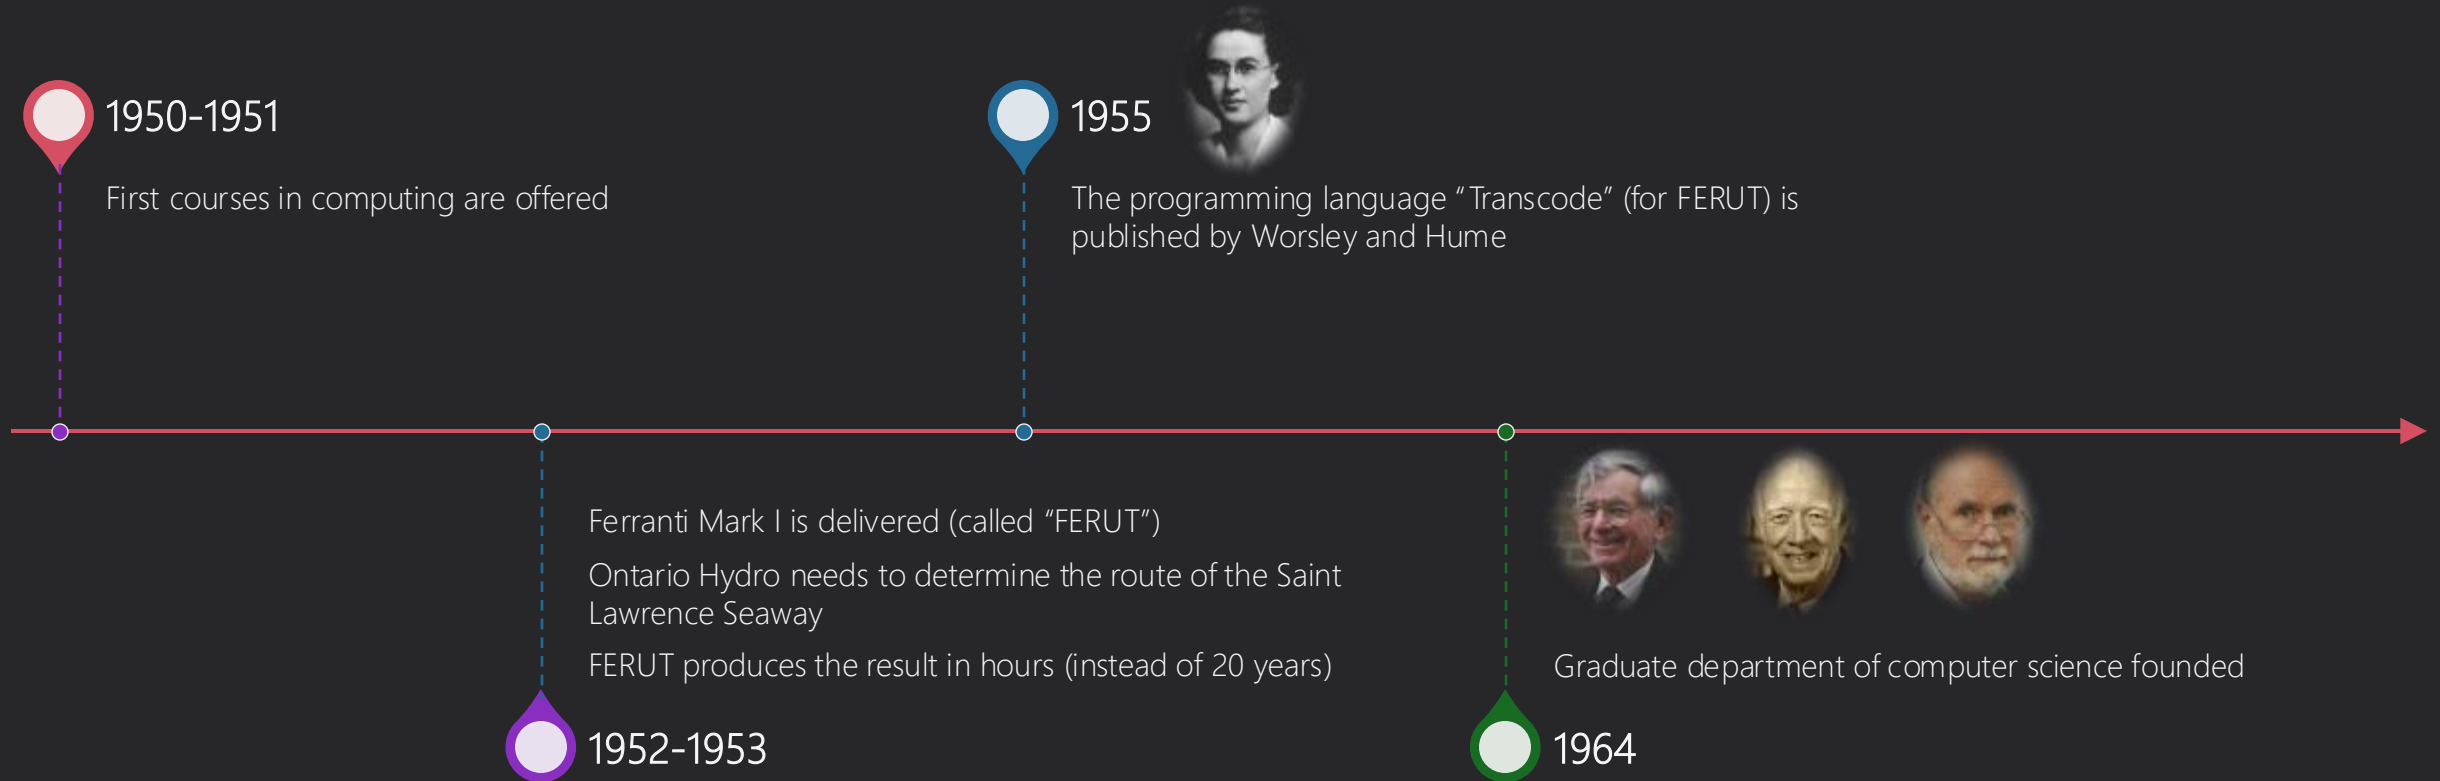 1950-1951
First courses in computing are offered
1955
The programming language “Transcode” (for FERUT) is
published by Worsley and Hume
Ferranti Mark I is delivered (called “FERUT”)
Ontario Hydro needs to determine the route of the Saint
Lawrence Seaway
FERUT produces the result in hours (instead of 20 years)
1952-1953
Graduate department of computer science founded
1964